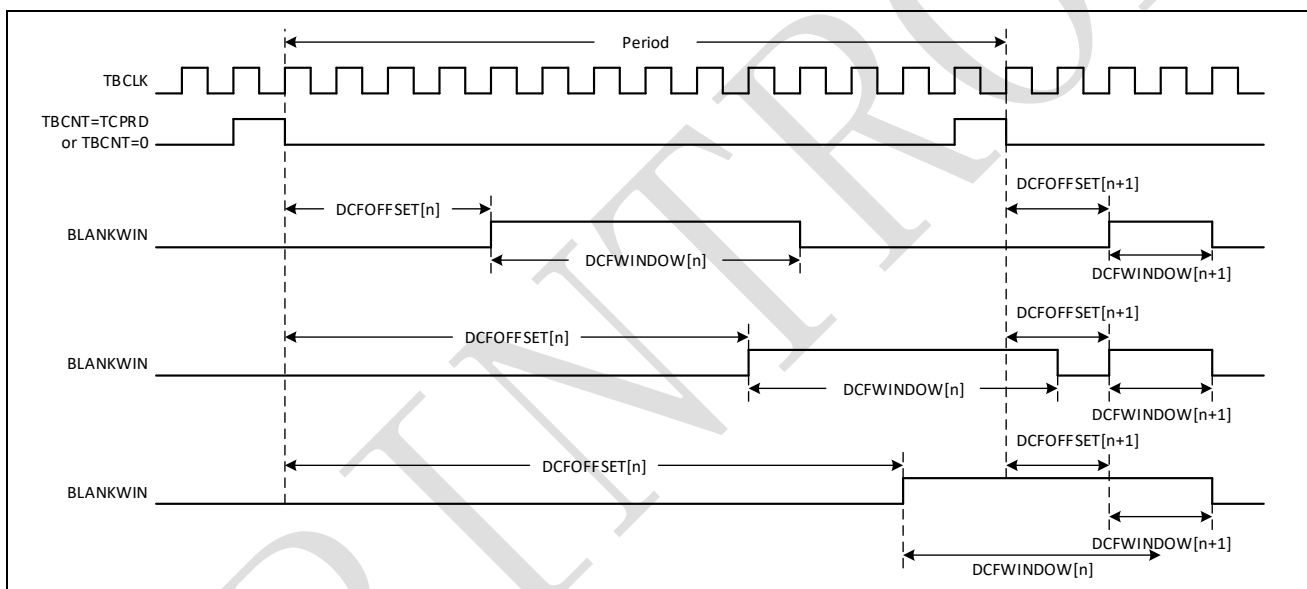 Period
TBCLK
TBCNT=TCPRD
or TBCNT=0
DCFOFFSET[n+1]
DCFOFFSET[n]
BLANKWIN
DCFWINDOW[n]
DCFWINDOW[n+1]
DCFOFFSET[n+1]
DCFOFFSET[n]
BLANKWIN
DCFWINDOW[n]
DCFWINDOW[n+1]
DCFOFFSET[n+1]
DCFOFFSET[n]
BLANKWIN
DCFWINDOW[n+1]
DCFWINDOW[n]